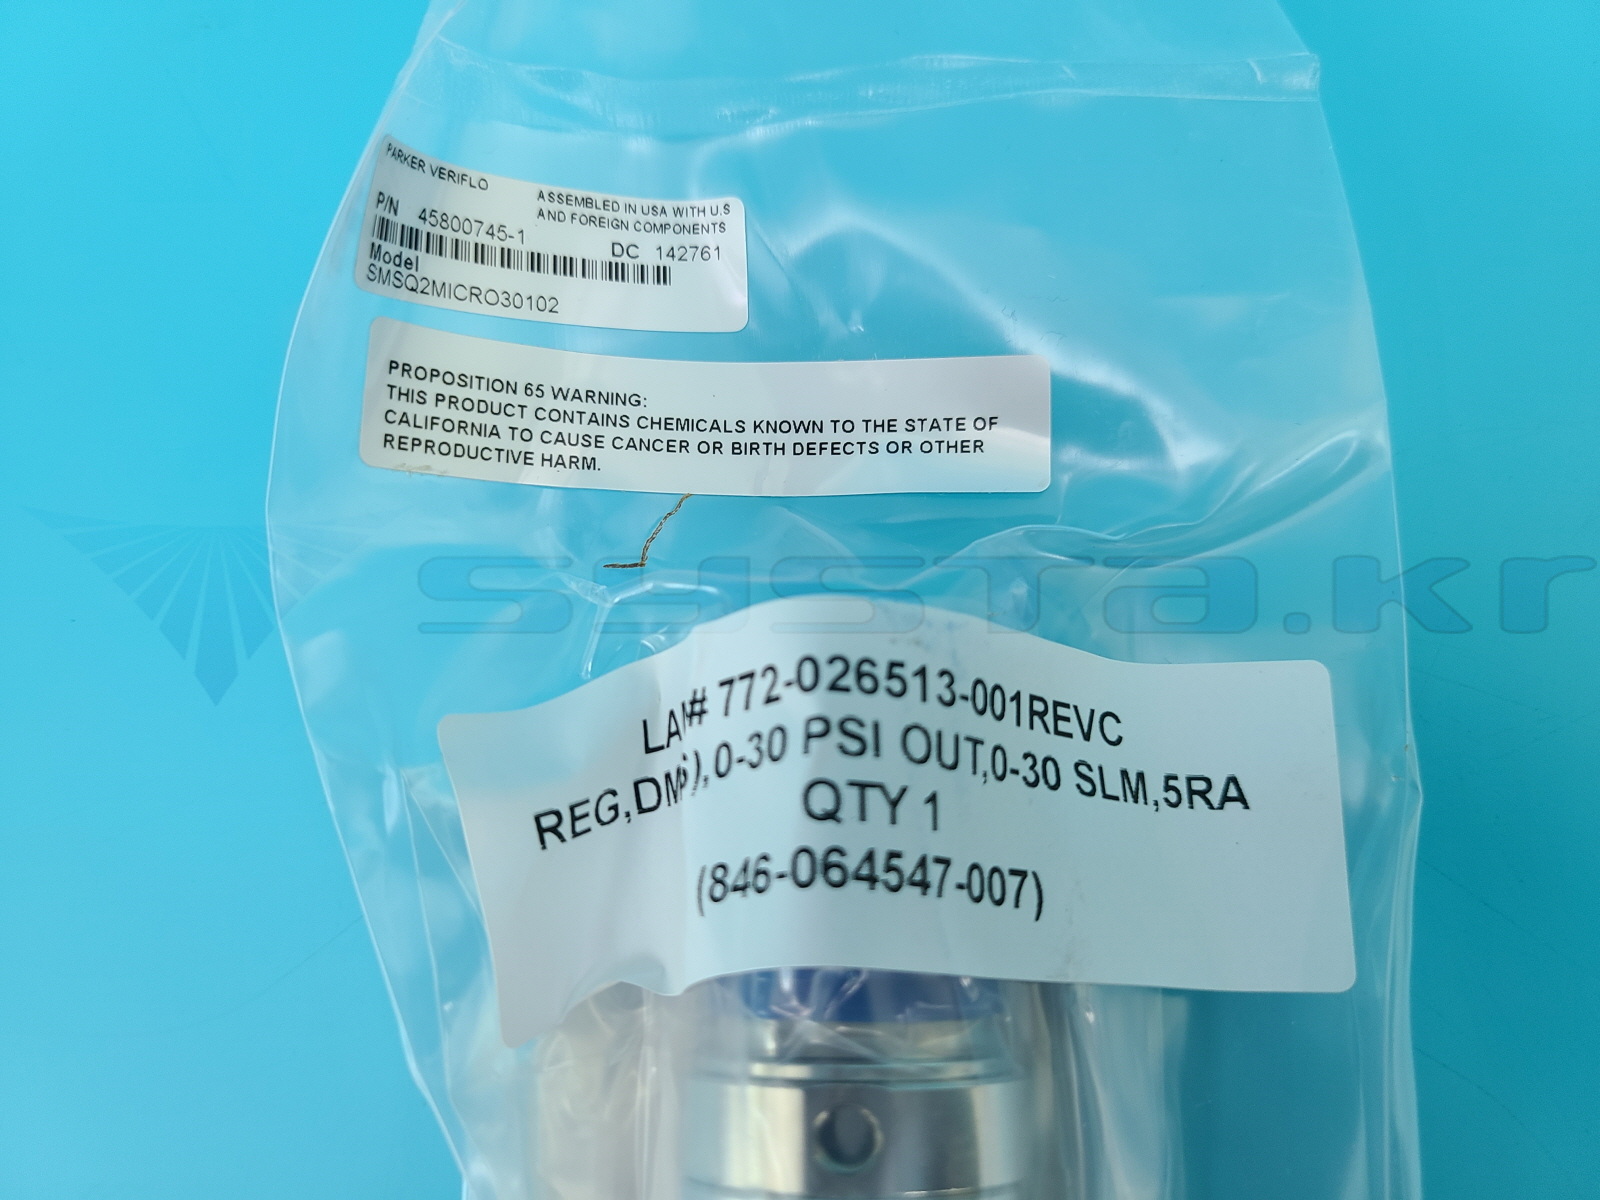 PARKER VERIFLO
ASSEMBLED IN USA WITH U.S
AND FOREIGN COMPONENTS
P/N 45800745-1
DC 142761
Model
SMSQ2MICRO30102
PROPOSITION 65 WARNING:
THIS PRODUCT CONTAINS CHEMICALS KNOWN TO THE STATE OF
CALIFORNIA TO CAUSE CANCER OR BIRTH DEFECTS OR OTHER
REPRODUCTIVE HARM.
susta.kr
772-026513-001REVC
0-30 PSI OUT,0-30 SLM,5RA
QTY 1
(846-064547-007)